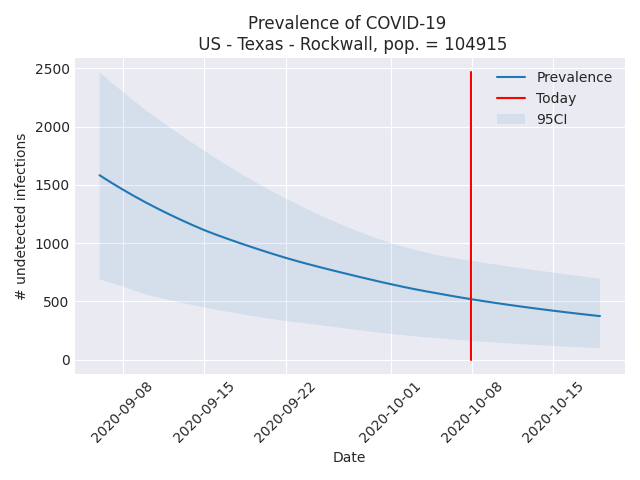 Prevalence of COVID-19
US - Texas - Rockwall, pop. = 104915
2500
2000
1500
1000
500
0
# undetected infections
Prevalence
Today
95CI
2020-09-08
2020-09-15
2020-09-22
2020-10-01
2020-10-08
2020-10-15
Date